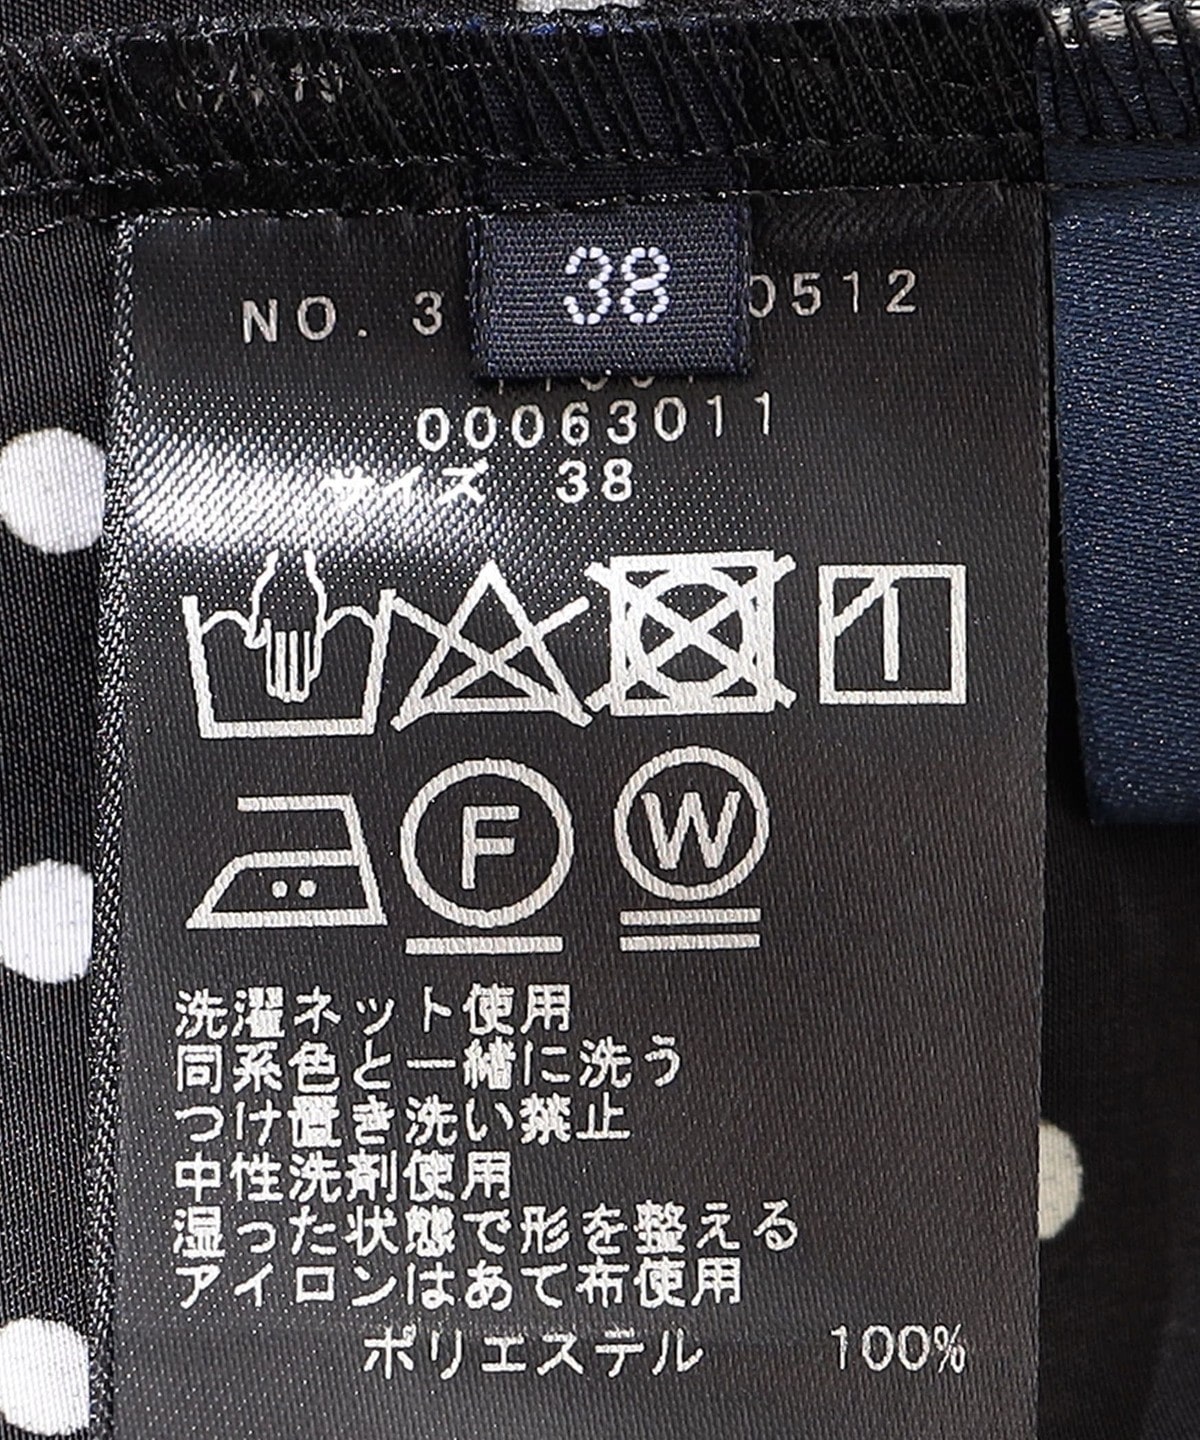 38
NO. 3 0512
00063011
サイズ 38
F W
洗濯ネット使用
同系色と一緒に洗う
つけ置き洗い禁止
中性洗剤使用
湿った状態で形を整える
アイロンはあて布使用
ポリエステル 100%